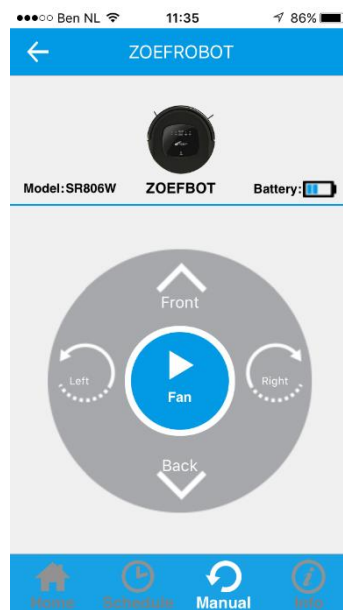 Ben NL 11:35 86%
ZOEFROBOT
Model:SR806W ZOEFBOT Battery:
Front
Left Right
Fan
Back
Home Schedule Manual Info